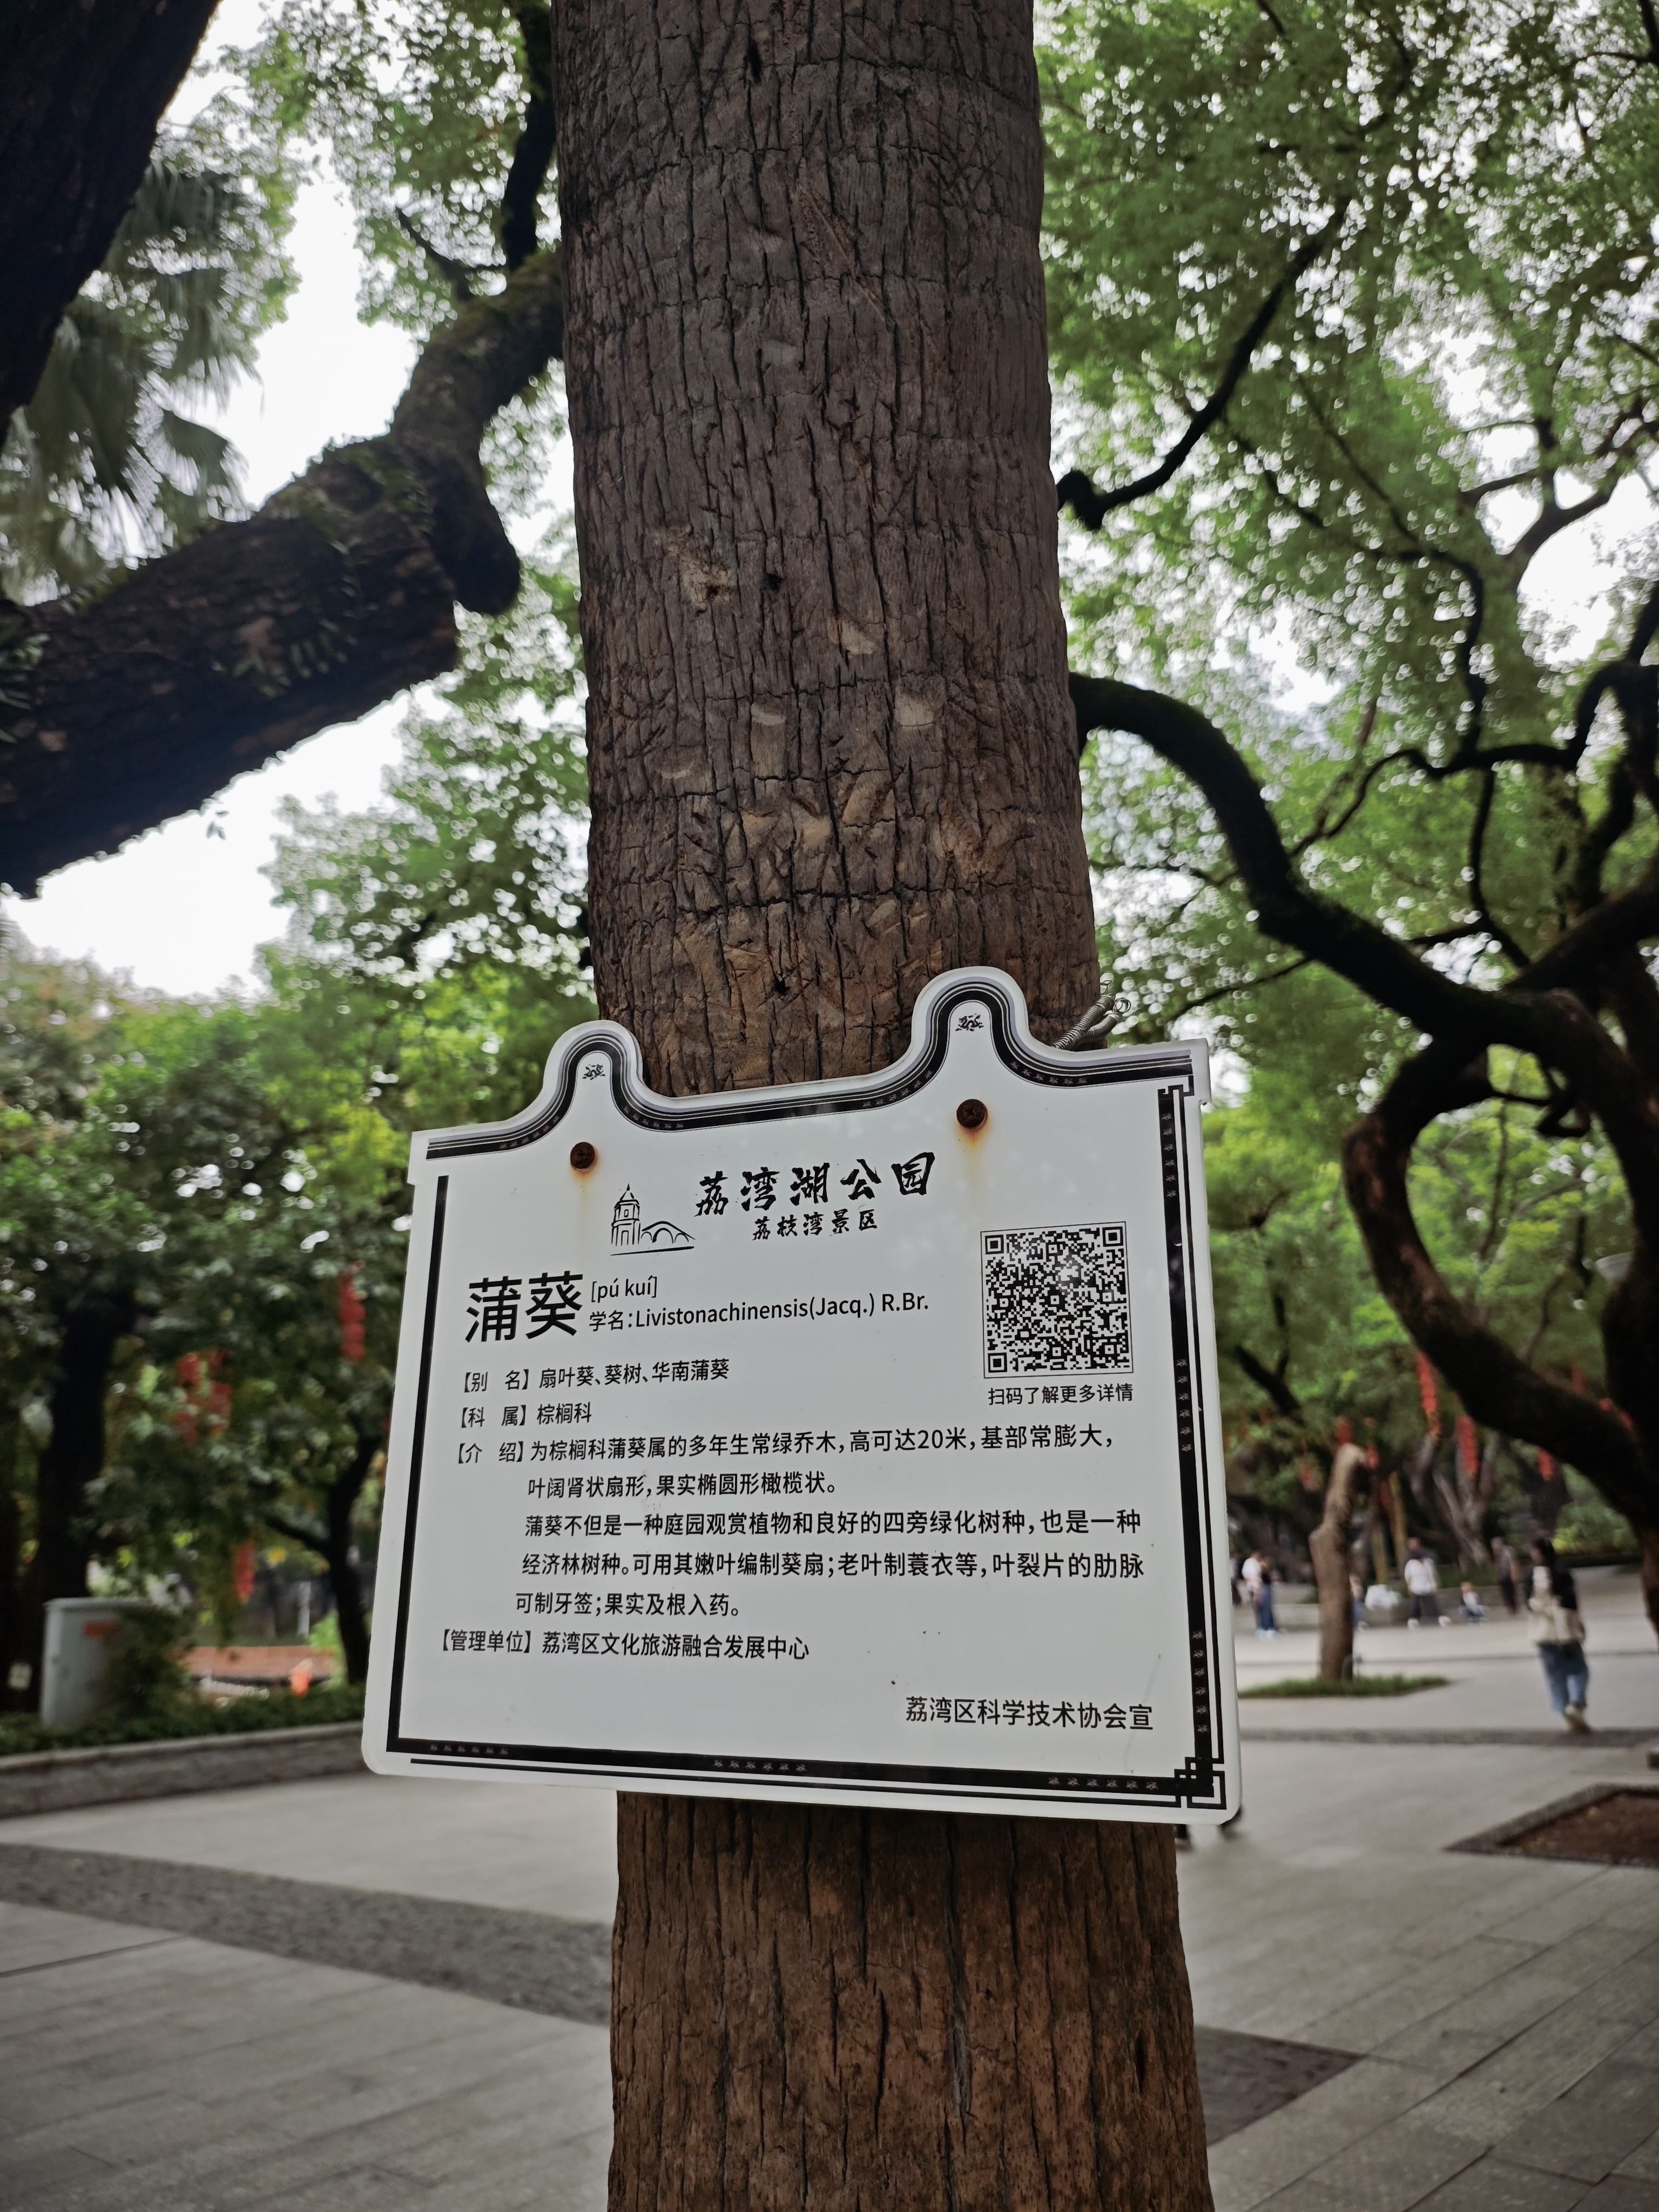 荔湾湖公园
荔枝湾景区
蒲葵 [pú kuí]
学名:Livistonachinensis(Jacq.) R.Br.
扫码了解更多详情
【别 名】扇叶葵、葵树、华南蒲葵
【科 属】棕榈科
【介 绍】为棕榈科蒲葵属的多年生常绿乔木,高可达20米,基部常膨大,
叶阔肾状扇形,果实椭圆形橄榄状。
蒲葵不但是一种庭园观赏植物和良好的四旁绿化树种,也是一种
经济林树种。可用其嫩叶编制葵扇;老叶制蓑衣等,叶裂片的肋脉
可制牙签;果实及根入药。
【管理单位】荔湾区文化旅游融合发展中心
荔湾区科学技术协会宣